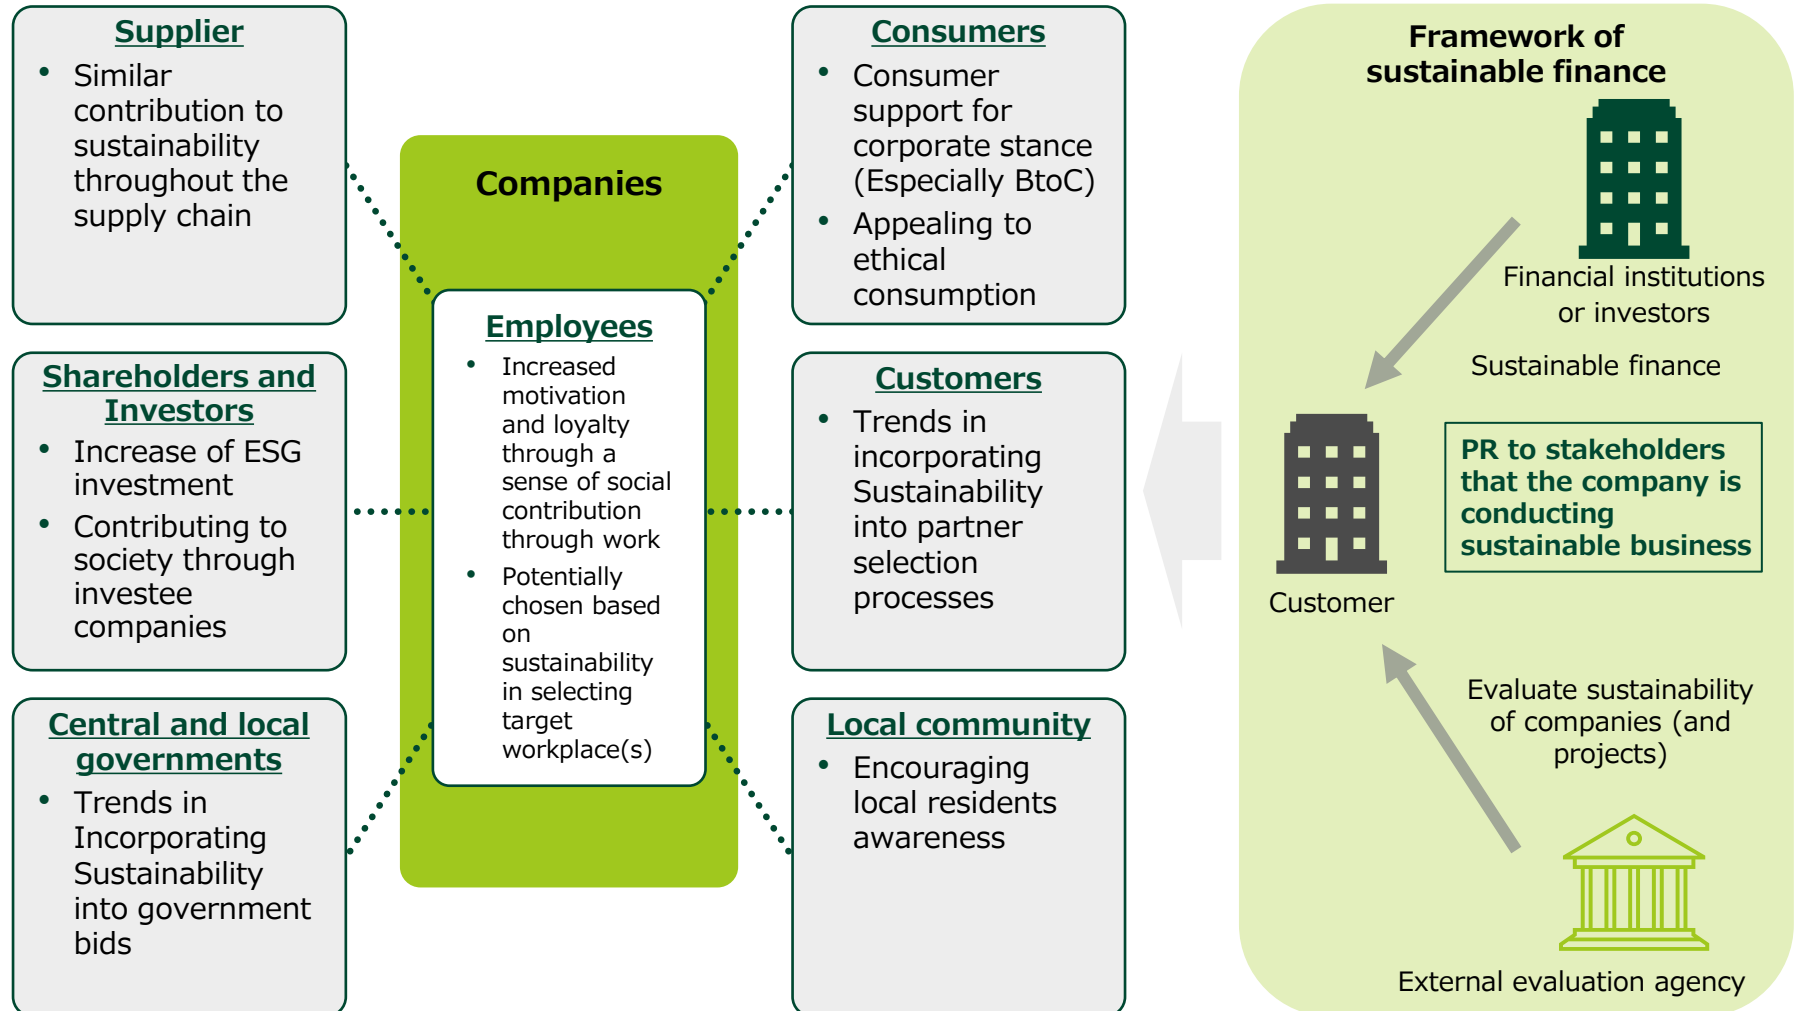 Supplier
• Similar
contribution to
sustainability
throughout the
supply chain
Shareholders and
Investors
• Increase of ESG
investment
• Contributing to
society through
investee
companies
Central and local
governments
• Trends in
Incorporating
Sustainability
into government
bids
Companies
Employees
• Increased
motivation
and loyalty
through a
sense of social
contribution
through work
• Potentially
chosen based
on
sustainability
in selecting
target
workplace(s)
Consumers
• Consumer
support for
corporate stance
(Especially BtoC)
• Appealing to
ethical
consumption
Customers
• Trends in
incorporating
Sustainability
into partner
selection
processes
Local community
• Encouraging
local residents
awareness
Framework of
sustainable finance
Financial institutions
or investors
Sustainable finance
PR to stakeholders
that the company is
conducting
sustainable business
Customer
Evaluate sustainability
of companies (and
projects)
External evaluation agency